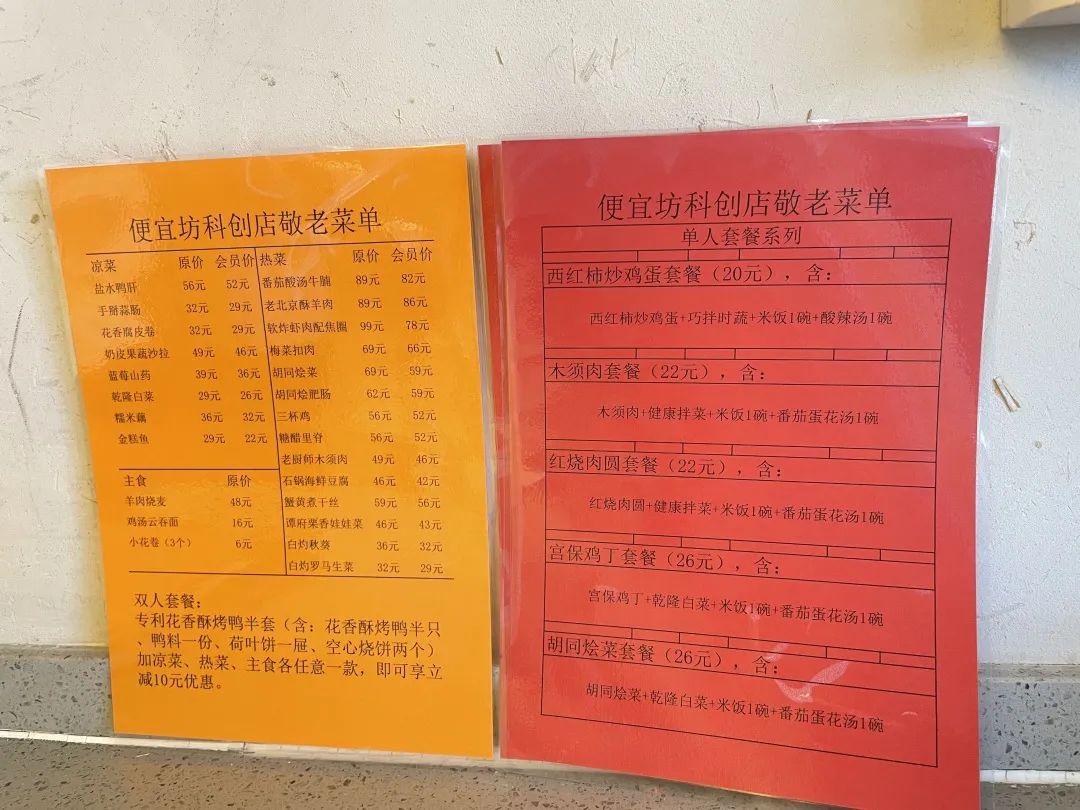 便宜坊科创店敬老菜单
凉菜 原价 会员价
盐水鸭肝 56元 52元
手掰蒜肠 32元 29元
花香腐皮卷 32元 29元
奶皮果蔬沙拉 49元 46元
蓝莓山药 39元 36元
乾隆白菜 29元 26元
糯米藕 36元 32元
金糕鱼 29元 22元
主食 原价
羊肉烧麦 48元
鸡汤云吞面 16元
小花卷（3个） 6元
热菜 原价 会员价
番茄酸汤牛腩 89元 82元
老北京酥羊肉 89元 86元
软炸虾肉配焦圈 99元 78元
梅菜扣肉 69元 66元
胡同烩菜 69元 59元
胡同烩肥肠 62元 59元
三杯鸡 56元 52元
糖醋里脊 56元 52元
老厨师木须肉 49元 46元
石锅海鲜豆腐 46元 42元
蟹黄煮干丝 59元 56元
谭府栗香娃娃菜 46元 43元
白灼秋葵 36元 32元
白灼罗马生菜 32元 29元
双人套餐：
专利花香酥烤鸭半套（含：花香酥烤鸭半只
、鸭料一份、荷叶饼一屉、空心烧饼两个）
加凉菜、热菜、主食各任意一款，即可享立
减10元优惠。
便宜坊科创店敬老菜单
单人套餐系列
西红柿炒鸡蛋套餐（20元），含：
西红柿炒鸡蛋+巧拌时蔬+米饭1碗+酸辣汤1碗
木须肉套餐（22元），含：
木须肉+健康拌菜+米饭1碗+番茄蛋花汤1碗
红烧肉圆套餐（22元），含：
红烧肉圆+健康拌菜+米饭1碗+番茄蛋花汤1碗
宫保鸡丁套餐（26元），含：
宫保鸡丁+乾隆白菜+米饭1碗+番茄蛋花汤1碗
胡同烩菜套餐（26元），含：
胡同烩菜+乾隆白菜+米饭1碗+番茄蛋花汤1碗